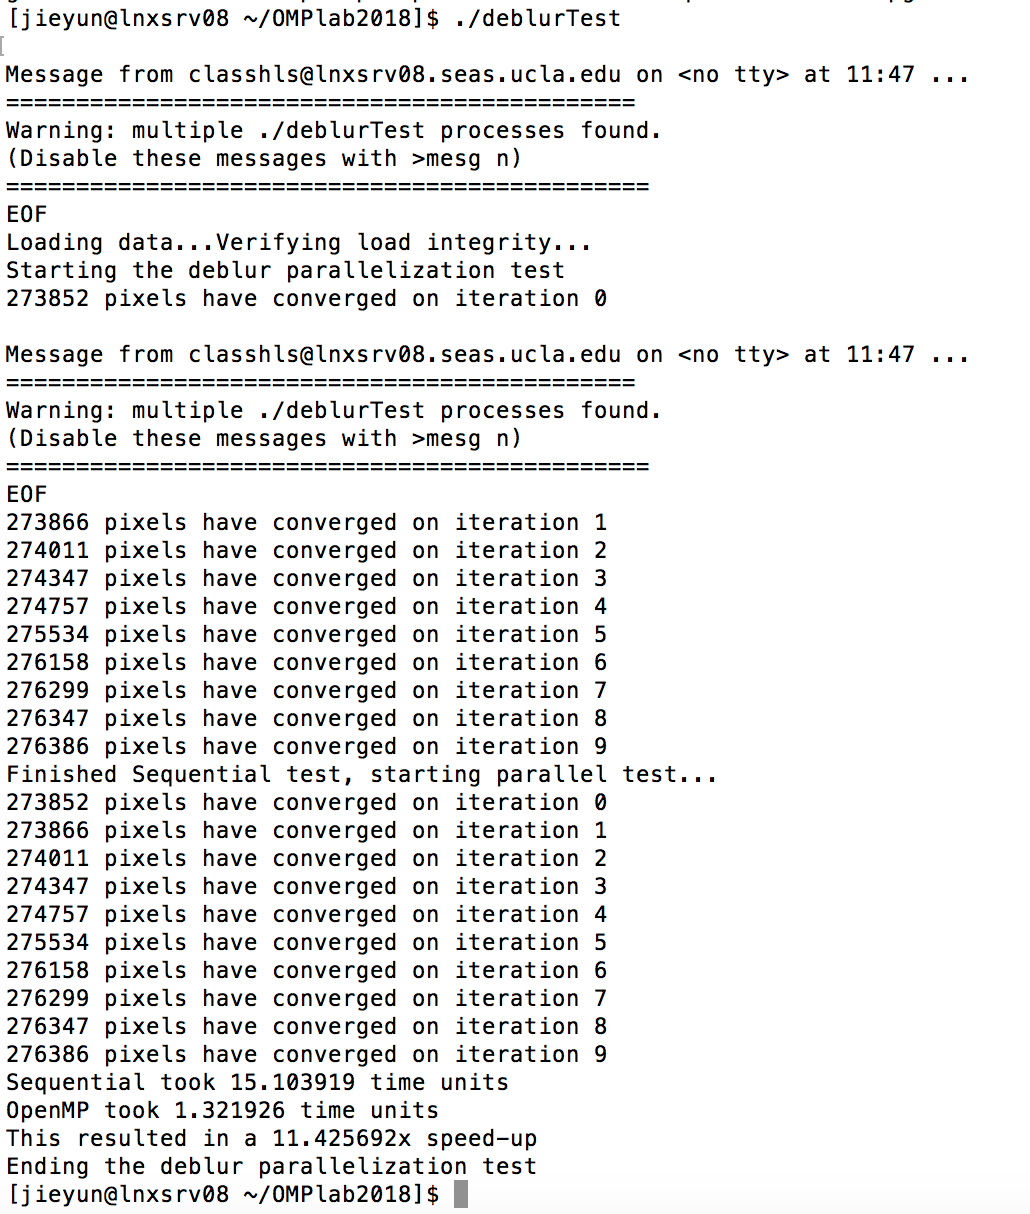 [jieyun@lnxsrv08 ~/OMPlab2018]$ ./deblurTest
Message from classhls@lnxsrv08.seas.ucla.edu on <no tty> at 11:47 ...
=============================================
Warning: multiple ./deblurTest processes found.
(Disable these messages with >mesg n)
==============================================
EOF
Loading data...Verifying load integrity...
Starting the deblur parallelization test
273852 pixels have converged on iteration 0
Message from classhls@lnxsrv08.seas.ucla.edu on <no tty> at 11:47 ...
=============================================
Warning: multiple ./deblurTest processes found.
(Disable these messages with >mesg n)
==============================================
EOF
273866 pixels have converged on iteration 1
274011 pixels have converged on iteration 2
274347 pixels have converged on iteration 3
274757 pixels have converged on iteration 4
275534 pixels have converged on iteration 5
276158 pixels have converged on iteration 6
276299 pixels have converged on iteration 7
276347 pixels have converged on iteration 8
276386 pixels have converged on iteration 9
Finished Sequential test, starting parallel test...
273852 pixels have converged on iteration 0
273866 pixels have converged on iteration 1
274011 pixels have converged on iteration 2
274347 pixels have converged on iteration 3
274757 pixels have converged on iteration 4
275534 pixels have converged on iteration 5
276158 pixels have converged on iteration 6
276299 pixels have converged on iteration 7
276347 pixels have converged on iteration 8
276386 pixels have converged on iteration 9
Sequential took 15.103919 time units
OpenMP took 1.321926 time units
This resulted in a 11.425692x speed-up
Ending the deblur parallelization test
[jieyun@lnxsrv08 ~/OMPlab2018]$